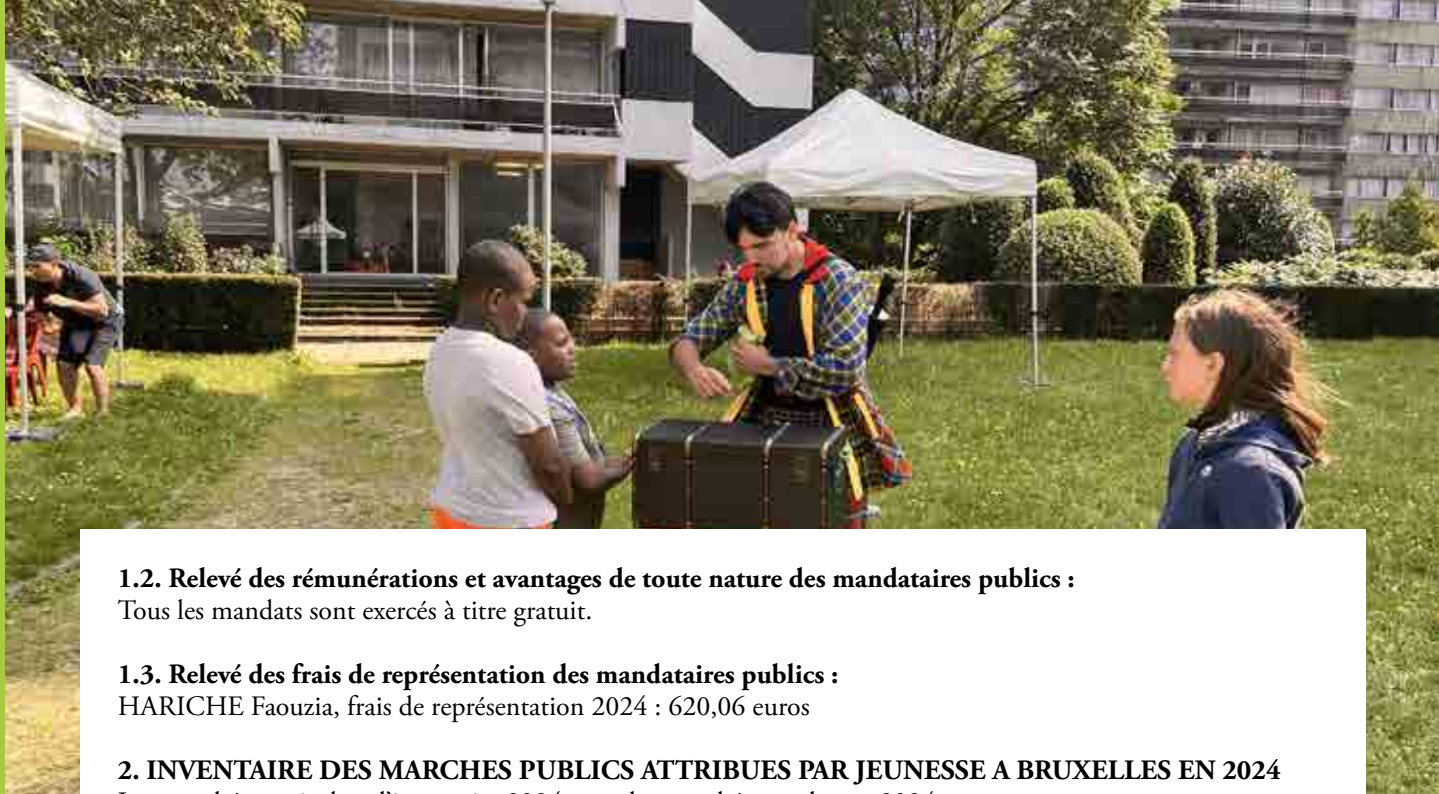 1.2. Relevé des rémunérations et avantages de toute nature des mandataires publics :
Tous les mandats sont exercés à titre gratuit.
1.3. Relevé des frais de représentation des mandataires publics :
HARICHE Faouzia, frais de représentation 2024 : 620,06 euros
2. INVENTAIRE DES MARCHES PUBLICS ATTRIBUES PAR JEUNESSE A BRUXELLES EN 2024